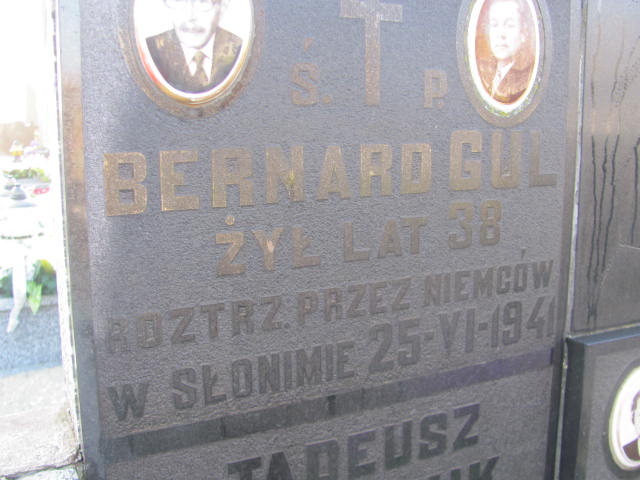 Ś. P.
BERNARD GUL
ŻYŁ LAT 38
ROZTRZ. PRZEZ NIEMCÓW
W SŁONIMIE 25-VI-1941
TADEUSZ